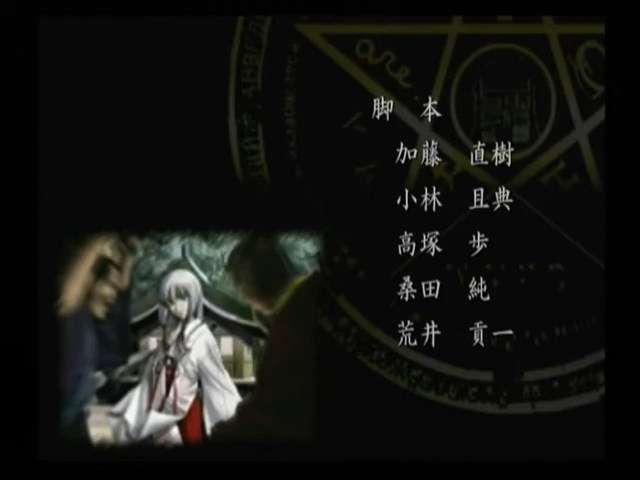 脚　本
加藤　直樹
小林　且典
高塚　歩
桑田　純
荒井　貢一